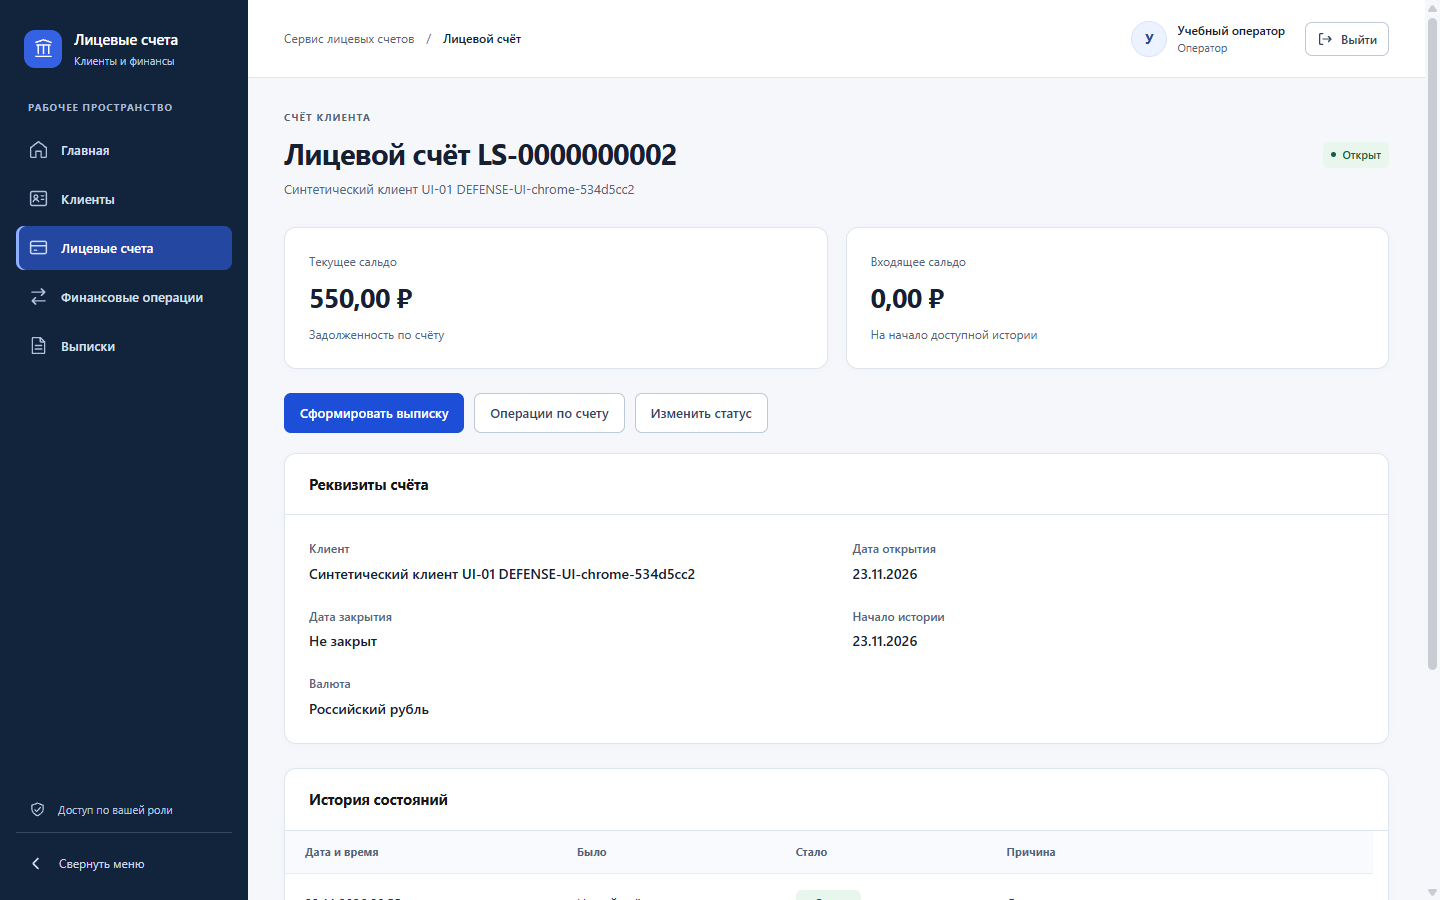 Лицевые счета
Клиенты и финансы
РАБОЧЕЕ ПРОСТРАНСТВО
Главная
Клиенты
Лицевые счета
Финансовые операции
Выписки
Доступ по вашей роли
Свернуть меню
Сервис лицевых счетов / Лицевой счёт
У
Учебный оператор
Оператор
Выйти
СЧЁТ КЛИЕНТА
Лицевой счёт LS-0000000002
Открыт
Синтетический клиент UI-01 DEFENSE-UI-chrome-534d5cc2
Текущее сальдо
550,00 ₽
Задолженность по счёту
Входящее сальдо
0,00 ₽
На начало доступной истории
Сформировать выписку
Операции по счету
Изменить статус
Реквизиты счёта
Клиент
Синтетический клиент UI-01 DEFENSE-UI-chrome-534d5cc2
Дата открытия
23.11.2026
Дата закрытия
Не закрыт
Начало истории
23.11.2026
Валюта
Российский рубль
История состояний
Дата и время Было Стало Причина